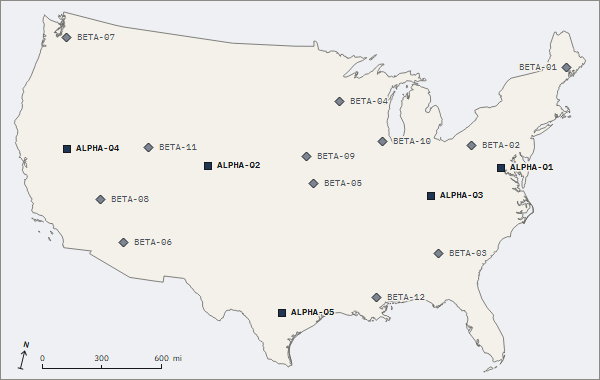 BETA-07
BETA-01
BETA-04
BETA-10
BETA-02
ALPHA-04
BETA-11
BETA-09
ALPHA-02
ALPHA-01
BETA-05
ALPHA-03
BETA-08
BETA-06
BETA-03
BETA-12
ALPHA-05
N
0 300 600 mi